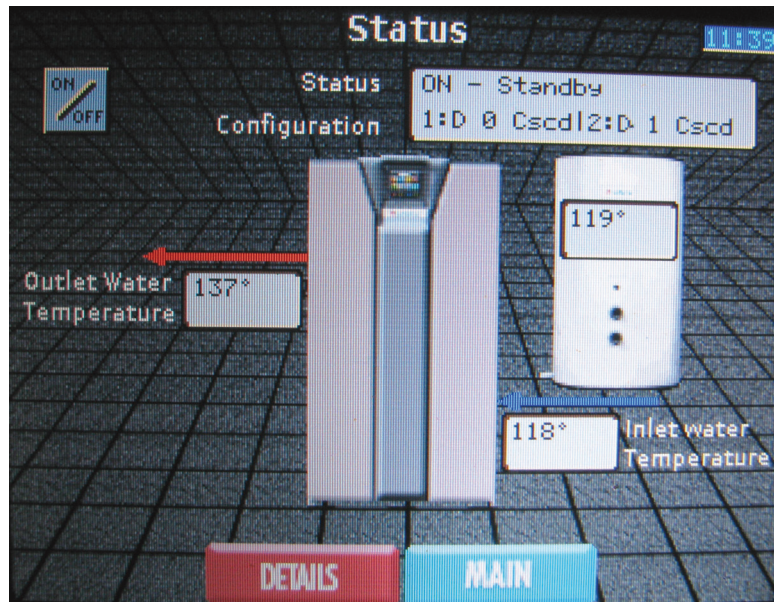 Status
11:39
ON
OFF
Status
ON - Standby
Configuration
1:D 0 Cscd|2:D 1 Cscd
119°
Outlet Water
Temperature
137°
118°
Inlet water
Temperature
DETAILS
MAIN